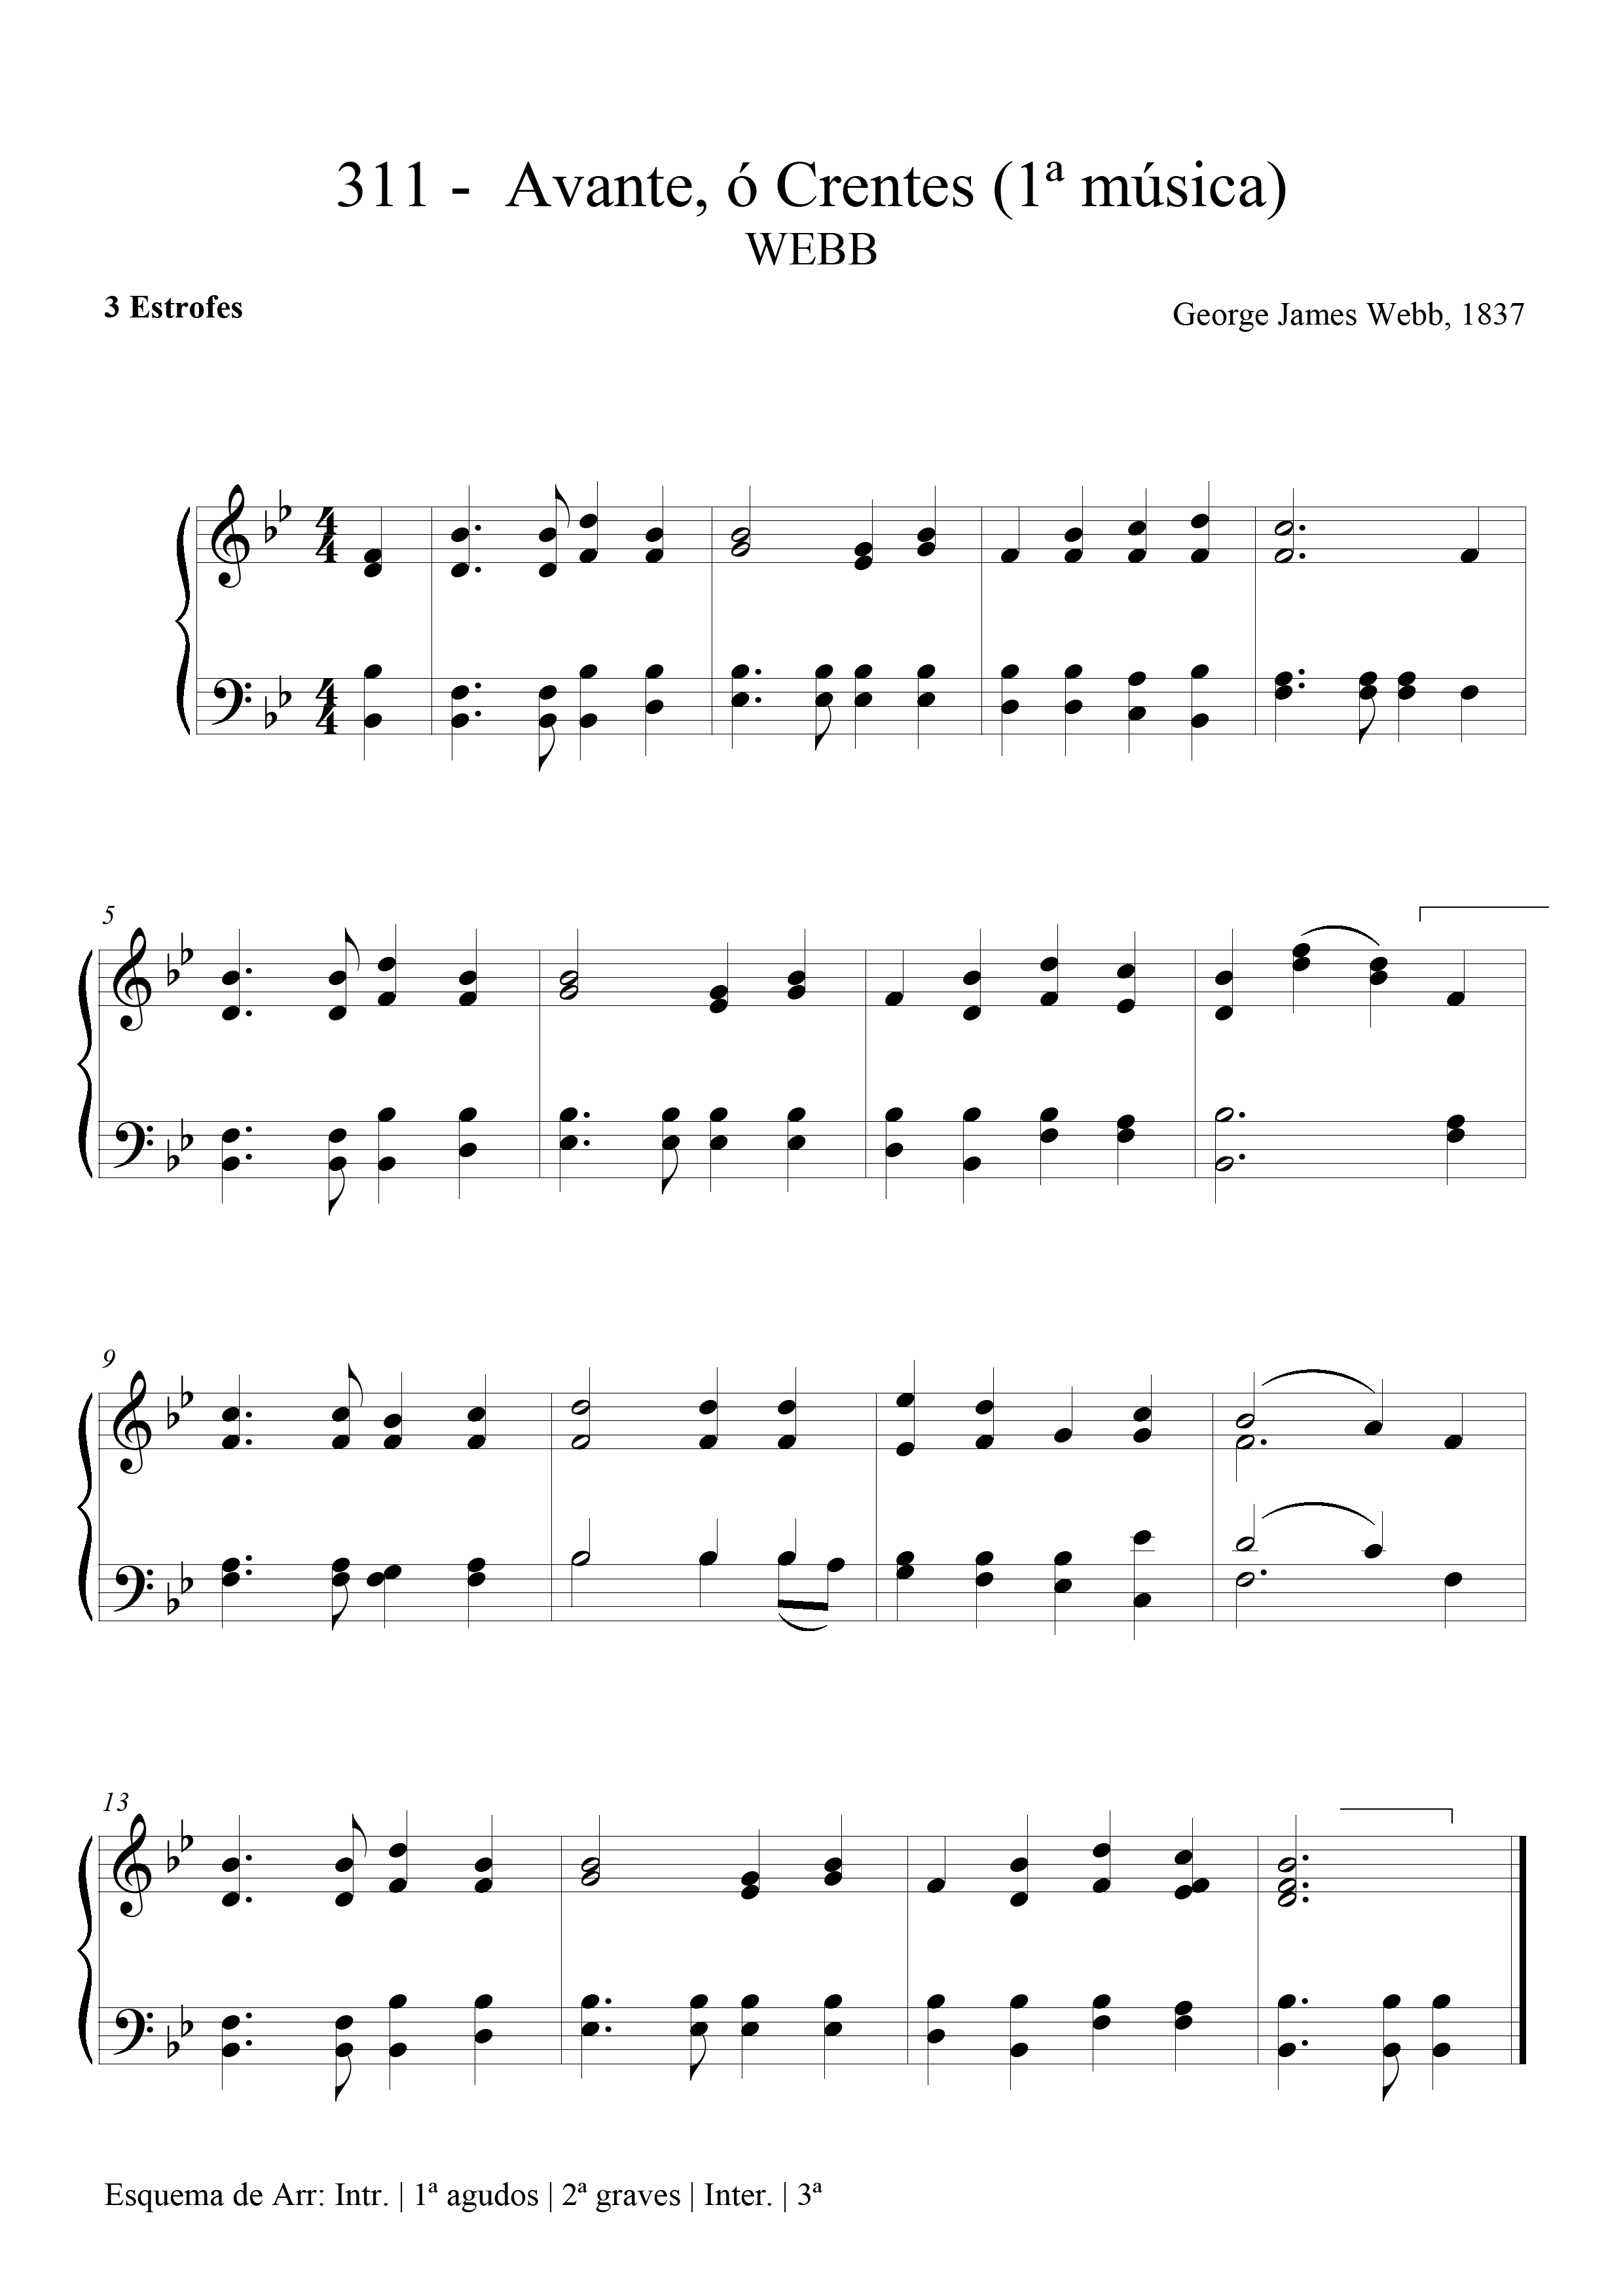 311 - Avante, ó Crentes (1ª música)
WEBB
3 Estrofes
George James Webb, 1837
5
9
13
Esquema de Arr: Intr. | 1ª agudos | 2ª graves | Inter. | 3ª